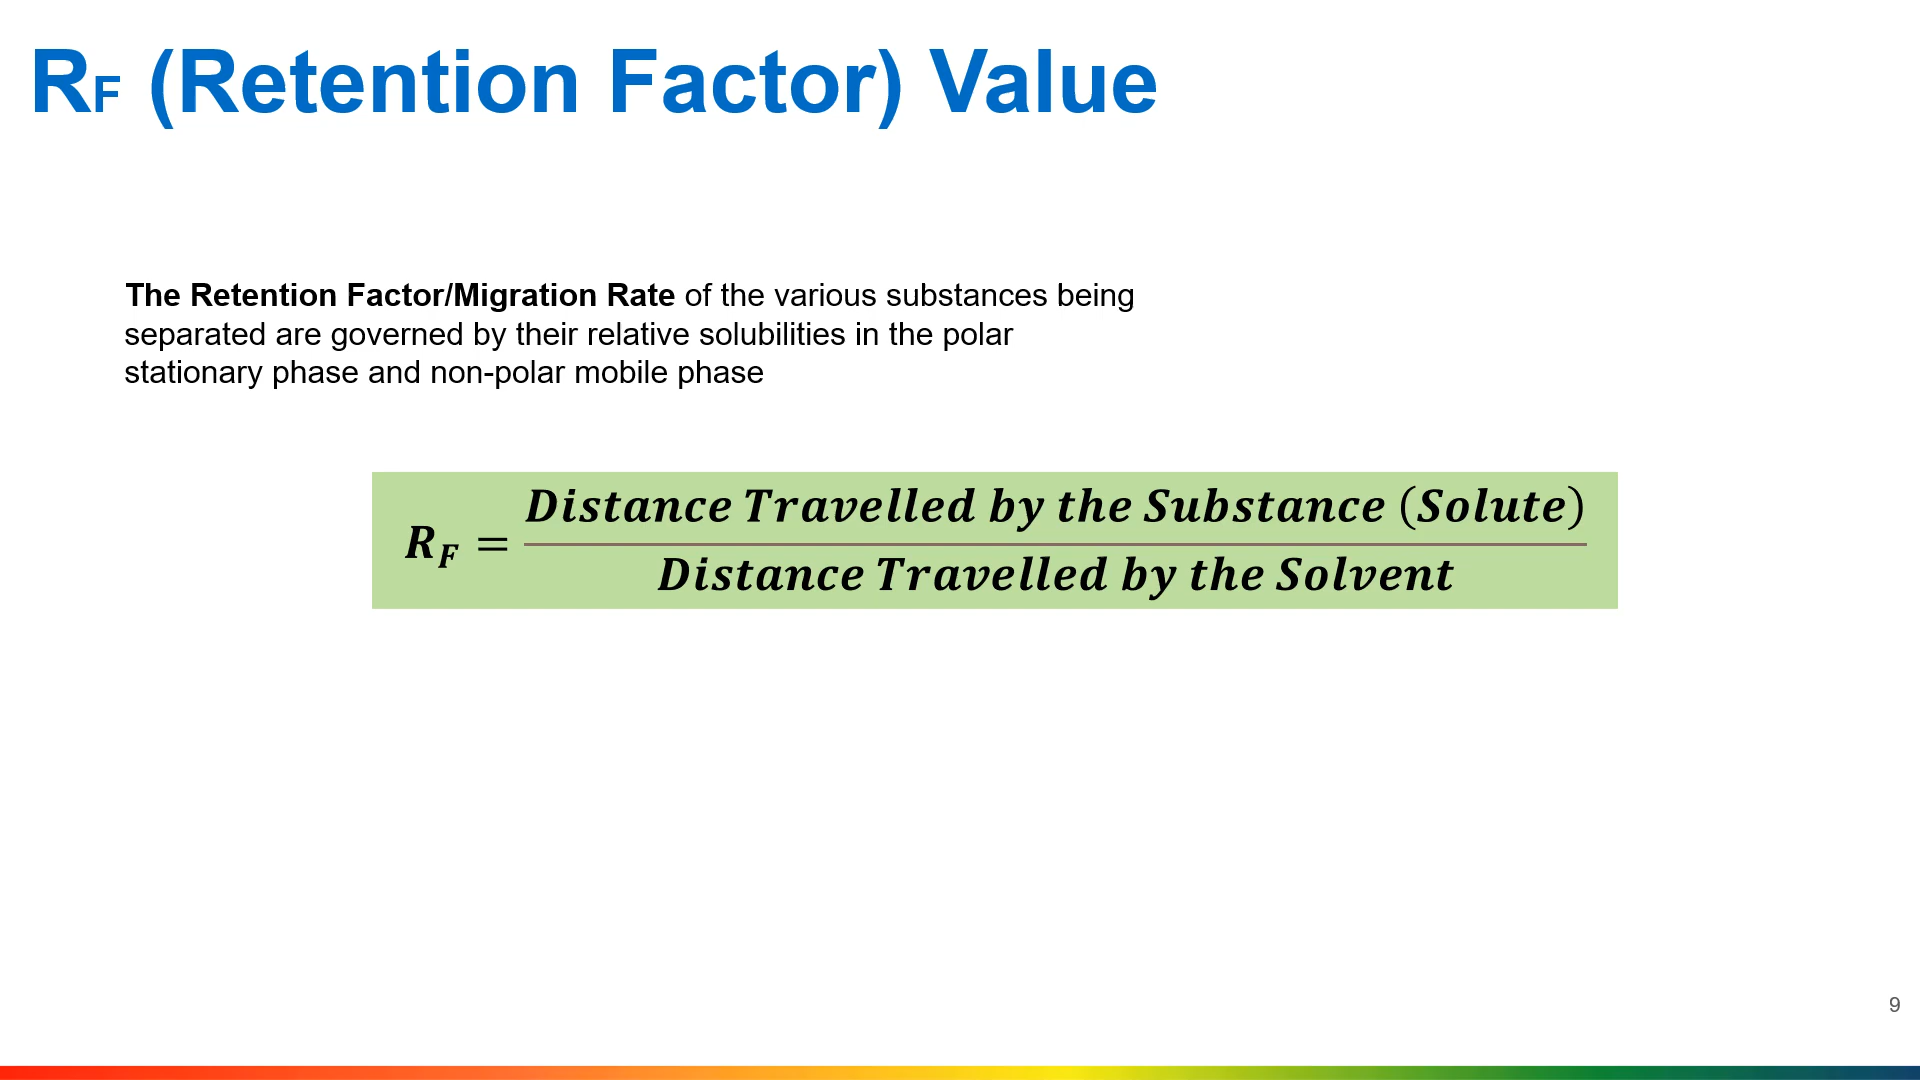 RF (Retention Factor) Value
The Retention Factor/Migration Rate of the various substances being
separated are governed by their relative solubilities in the polar
stationary phase and non-polar mobile phase
R_F = Distance Travelled by the Substance (Solute)
Distance Travelled by the Solvent
9